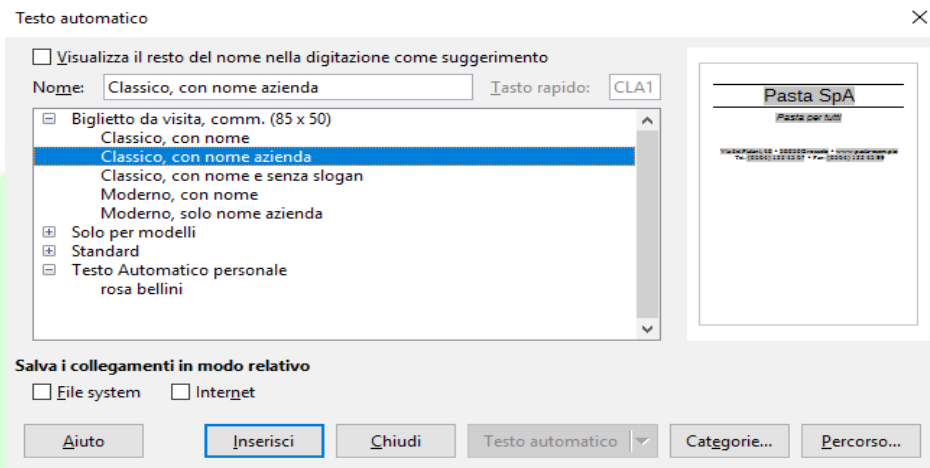 Testo automatico
Visualizza il resto del nome nella digitazione come suggerimento
Nome: Classico, con nome azienda Tasto rapido: CLA1
Biglietto da visita, comm. (85 x 50)
Classico, con nome
Classico, con nome azienda
Classico, con nome e senza slogan
Moderno, con nome
Moderno, solo nome azienda
Solo per modelli
Standard
Testo Automatico personale
rosa bellini
Pasta SpA
Pasta per tutti
Salva i collegamenti in modo relativo
File system Internet
Aiuto Inserisci Chiudi Testo automatico Categorie... Percorso...